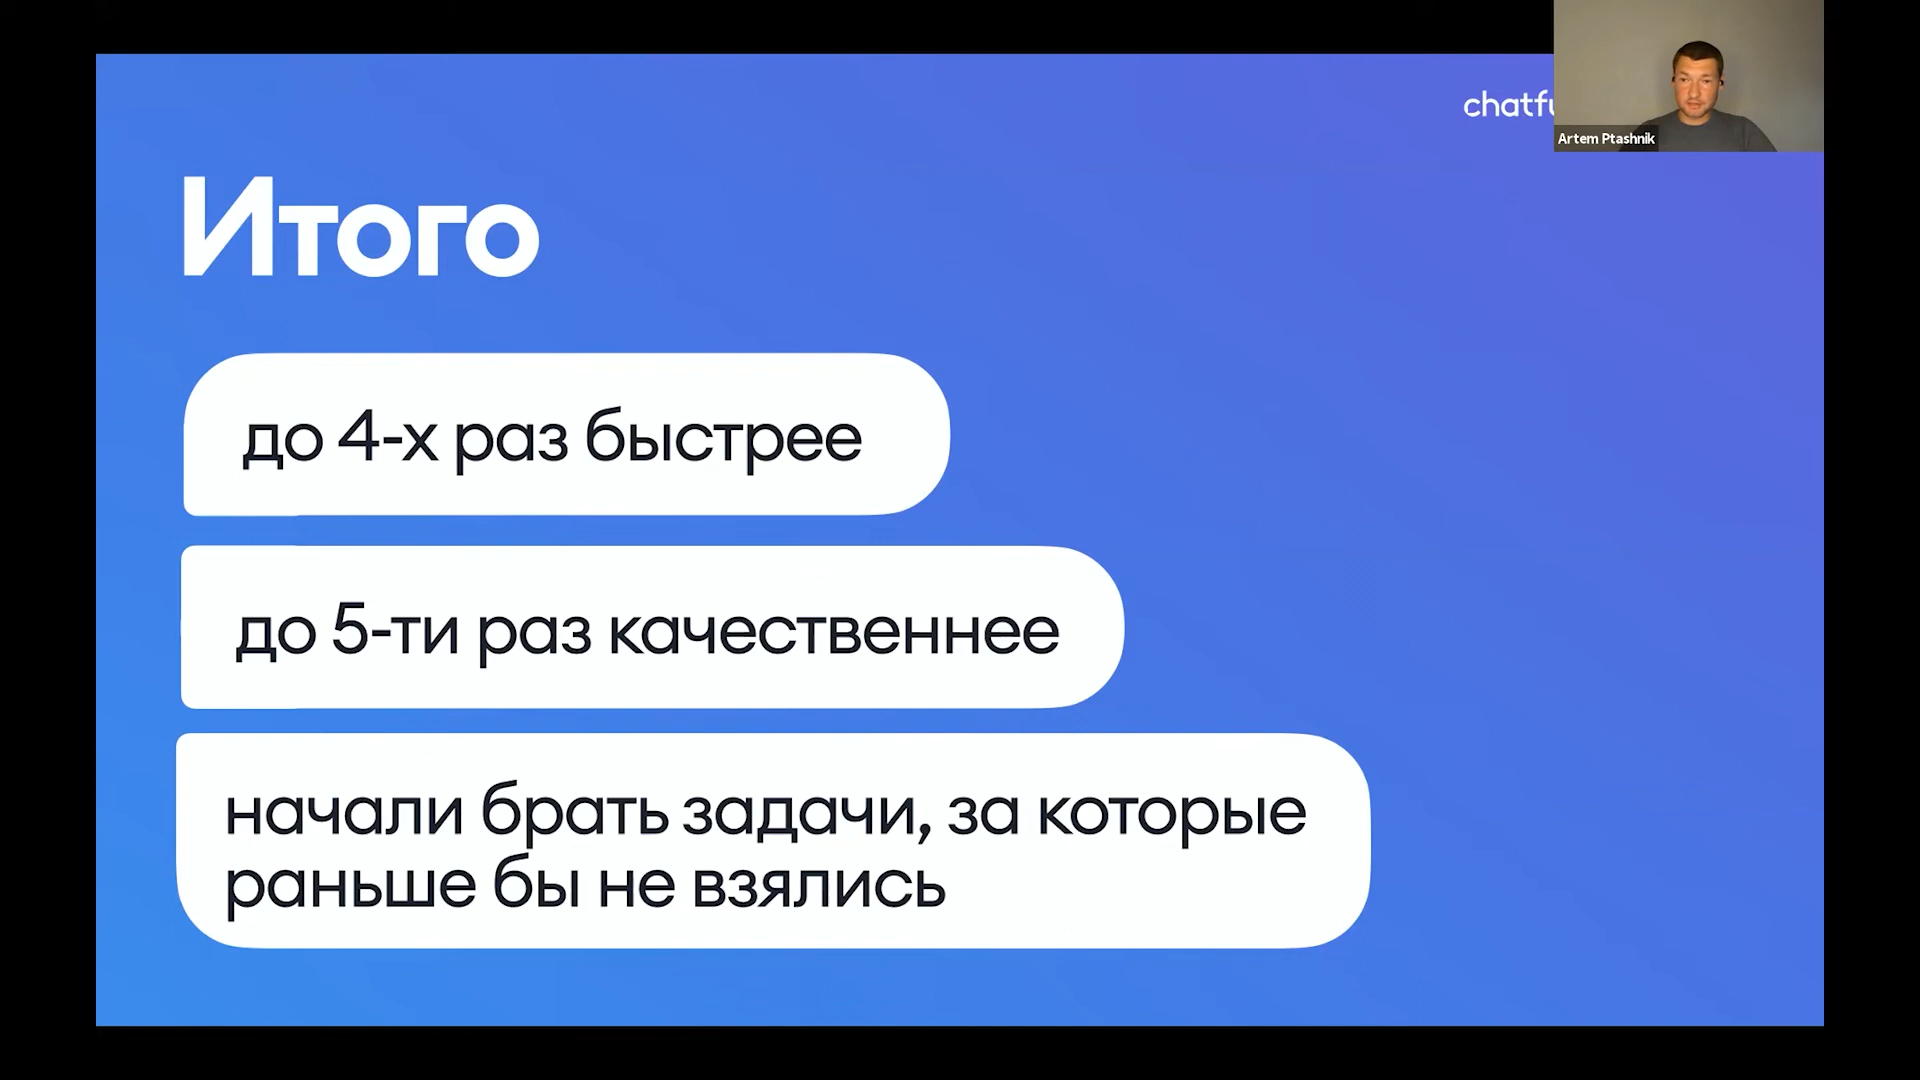 Artem Ptashnik
Итого
до 4-х раз быстрее
до 5-ти раз качественнее
начали брать задачи, за которые
раньше бы не взялись